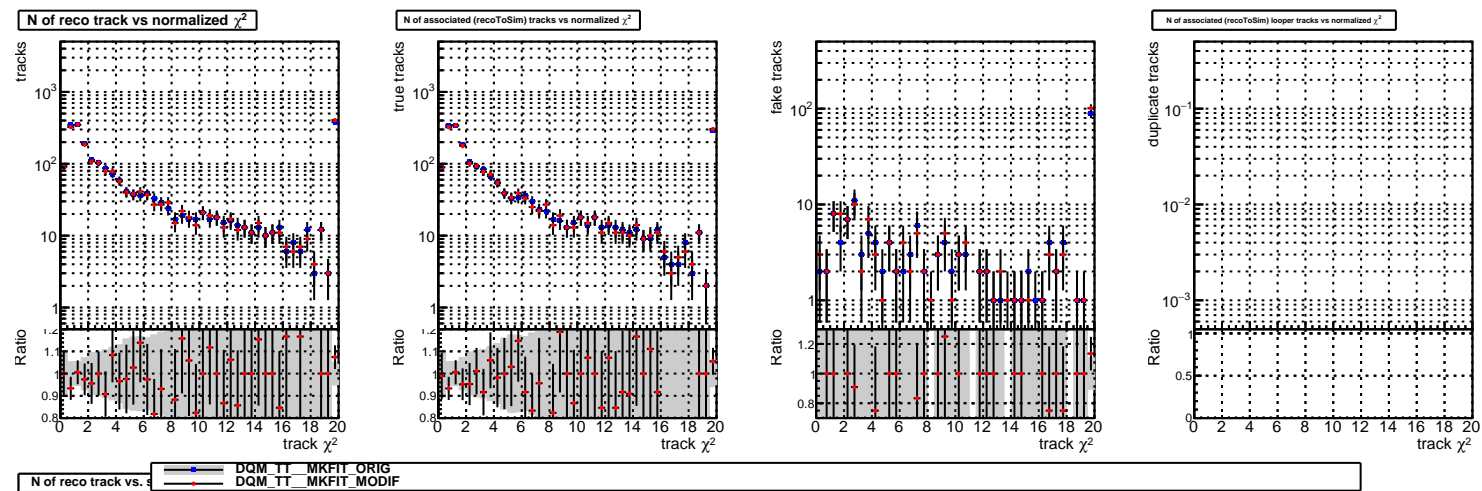 N of reco track vs normalized χ²
N of associated (recoToSim) tracks vs normalized χ²
N of associated (recoToSim) looper tracks vs normalized χ²
tracks
10³
10²
10
1
Ratio
1.2
1.1
1
0.9
0.8
0 2 4 6 8 10 12 14 16 18 20
track χ²
true tracks
10³
10²
10
1
Ratio
1.2
1.1
1
0.9
0.8
0 2 4 6 8 10 12 14 16 18 20
track χ²
fake tracks
10²
10
1
Ratio
1.2
1
0.8
0 2 4 6 8 10 12 14 16 18 20
track χ²
duplicate tracks
10⁻¹
10⁻²
10⁻³
Ratio
1
0.5
0
0 2 4 6 8 10 12 14 16 18 20
track χ²
N of reco track vs. s
DQM_TT__MKFIT_ORIG
DQM_TT__MKFIT_MODIF